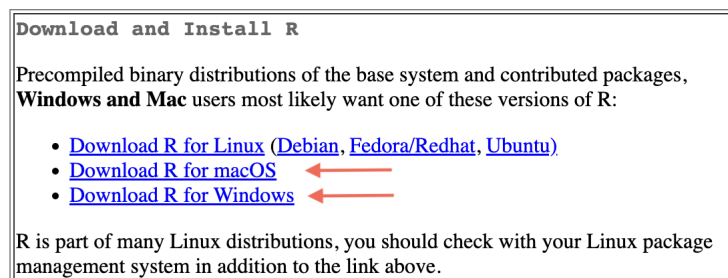 Download and Install R
Precompiled binary distributions of the base system and contributed packages,
Windows and Mac users most likely want one of these versions of R:
• Download R for Linux (Debian, Fedora/Redhat, Ubuntu)
• Download R for macOS
• Download R for Windows
R is part of many Linux distributions, you should check with your Linux package
management system in addition to the link above.